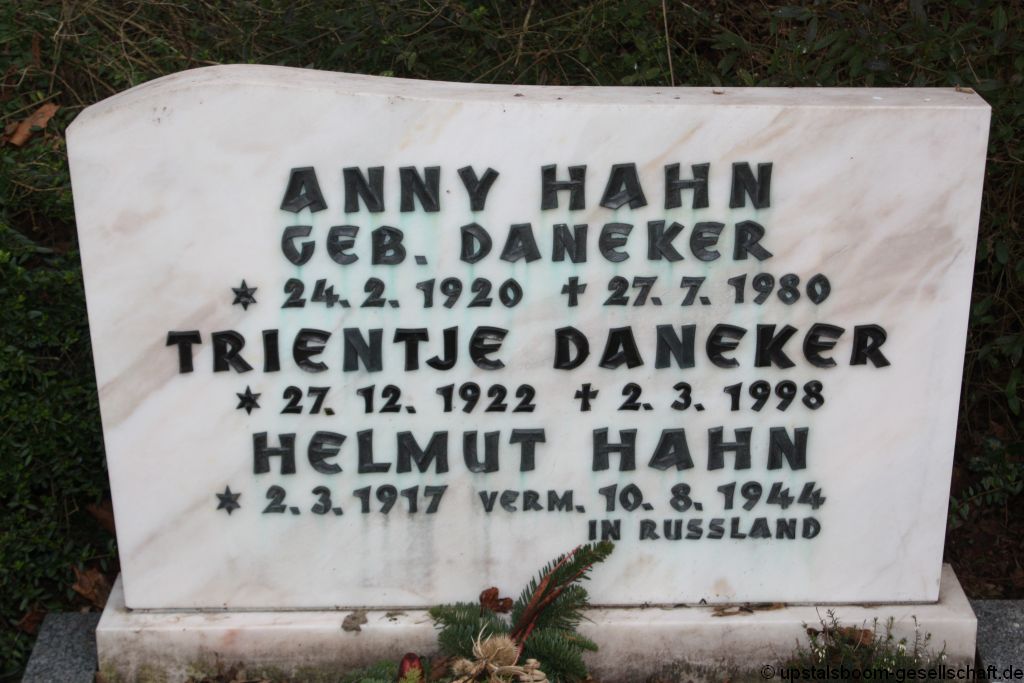 ANNY HAHN
GEB. DANEKER
* 24. 2. 1920 † 27. 7. 1980
TRIENTJE DANEKER
* 27. 12. 1922 † 2. 3. 1998
HELMUT HAHN
* 2. 3. 1917 VERM. 10. 8. 1944
IN RUSSLAND
© upstalsboom-gesellschaft.de